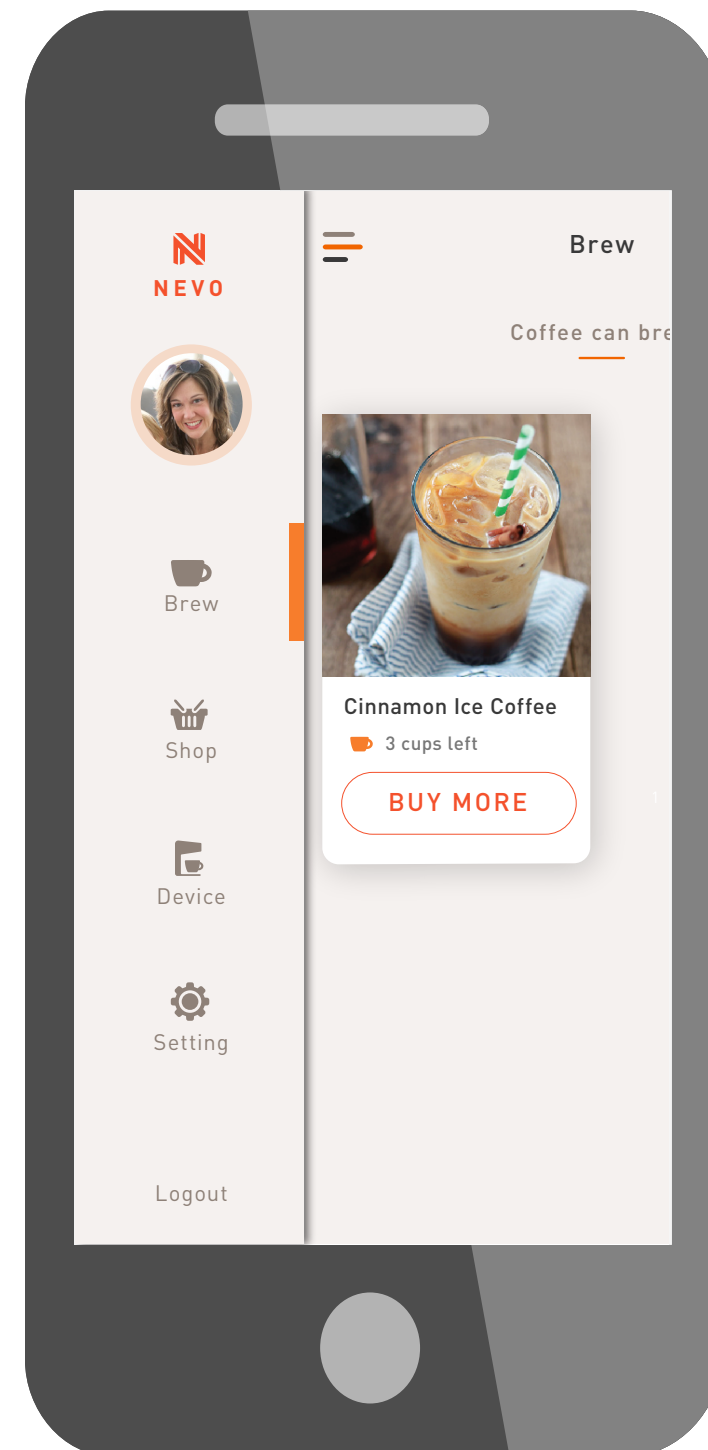 NEVO
Brew
Shop
Device
Setting
Logout
Brew
Coffee can bre
Cinnamon Ice Coffee
3 cups left
BUY MORE